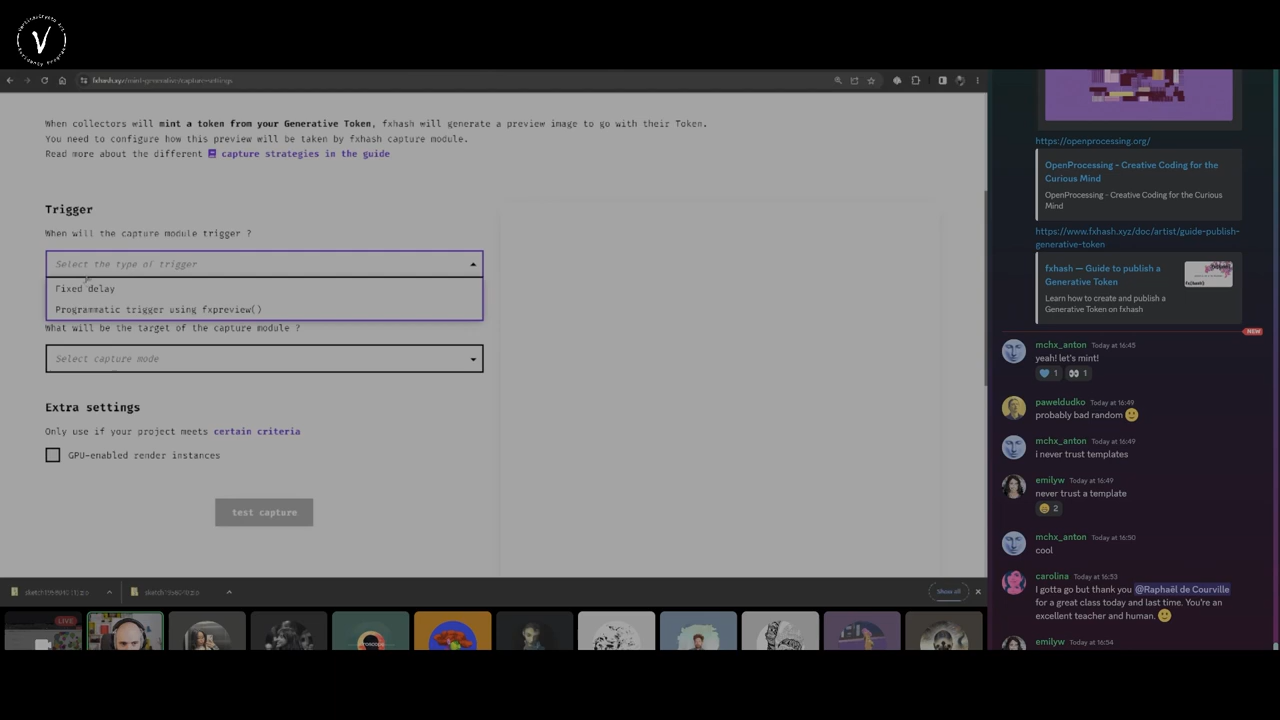 V
fxhash.xyz/mint-generative/capture-settings
When collectors will mint a token from your Generative Token, fxhash will generate a preview image to go with their Token.
You need to configure how this preview will be taken by fxhash capture module.
Read more about the different capture strategies in the guide
Trigger
When will the capture module trigger ?
Select the type of trigger
Fixed delay
Programmatic trigger using fxpreview()
What will be the target of the capture module ?
Select capture mode
Extra settings
Only use if your project meets certain criteria
GPU-enabled render instances
test capture
Show all
LIVE
https://openprocessing.org/
OpenProcessing - Creative Coding for the
Curious Mind
OpenProcessing - Creative Coding for the Curious
Mind
https://www.fxhash.xyz/doc/artist/guide-publish-
generative-token
fxhash — Guide to publish a
Generative Token
Learn how to create and publish a
Generative Token on fxhash
NEW
mchx_anton Today at 16:45
yeah! let's mint!
1 1
paweldudko Today at 16:49
probably bad random
mchx_anton Today at 16:49
i never trust templates
emilyw Today at 16:49
never trust a template
2
mchx_anton Today at 16:50
cool
carolina Today at 16:53
I gotta go but thank you @Raphaël de Courville
for a great class today and last time. You're an
excellent teacher and human.
emilyw Today at 16:54